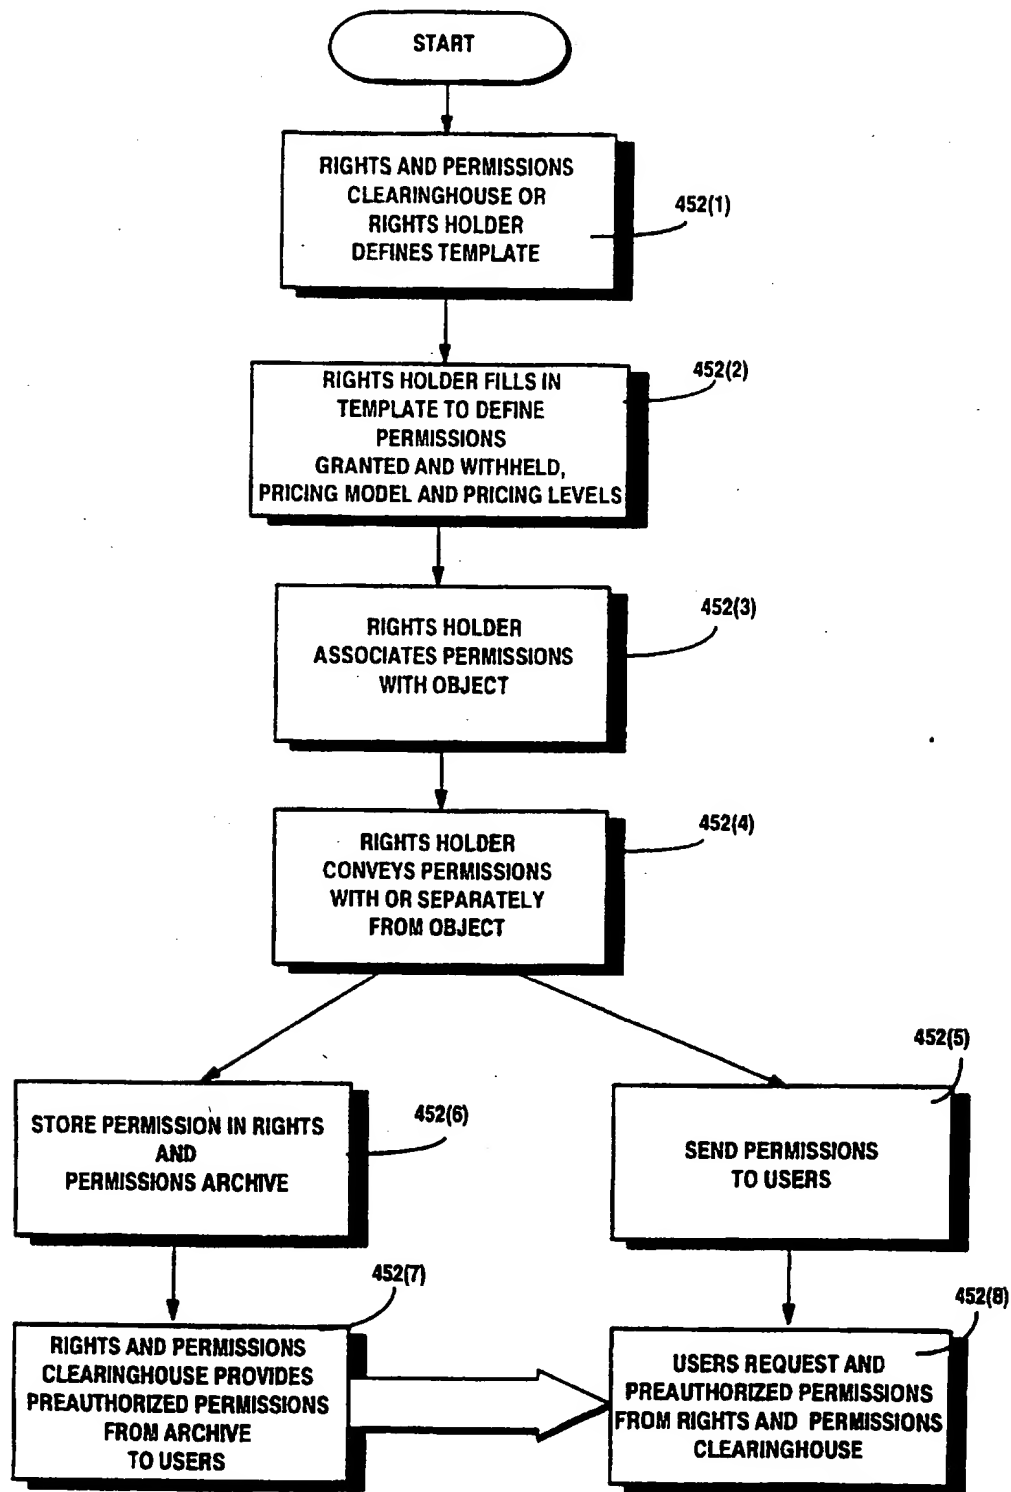 START
RIGHTS AND PERMISSIONS
CLEARINGHOUSE OR
RIGHTS HOLDER
DEFINES TEMPLATE
452(1)
RIGHTS HOLDER FILLS IN
TEMPLATE TO DEFINE
PERMISSIONS
GRANTED AND WITHHELD,
PRICING MODEL AND PRICING LEVELS
452(2)
RIGHTS HOLDER
ASSOCIATES PERMISSIONS
WITH OBJECT
452(3)
RIGHTS HOLDER
CONVEYS PERMISSIONS
WITH OR SEPARATELY
FROM OBJECT
452(4)
STORE PERMISSION IN RIGHTS
AND
PERMISSIONS ARCHIVE
452(6)
SEND PERMISSIONS
TO USERS
452(5)
RIGHTS AND PERMISSIONS
CLEARINGHOUSE PROVIDES
PREAUTHORIZED PERMISSIONS
FROM ARCHIVE
TO USERS
452(7)
USERS REQUEST AND
PREAUTHORIZED PERMISSIONS
FROM RIGHTS AND PERMISSIONS
CLEARINGHOUSE
452(8)